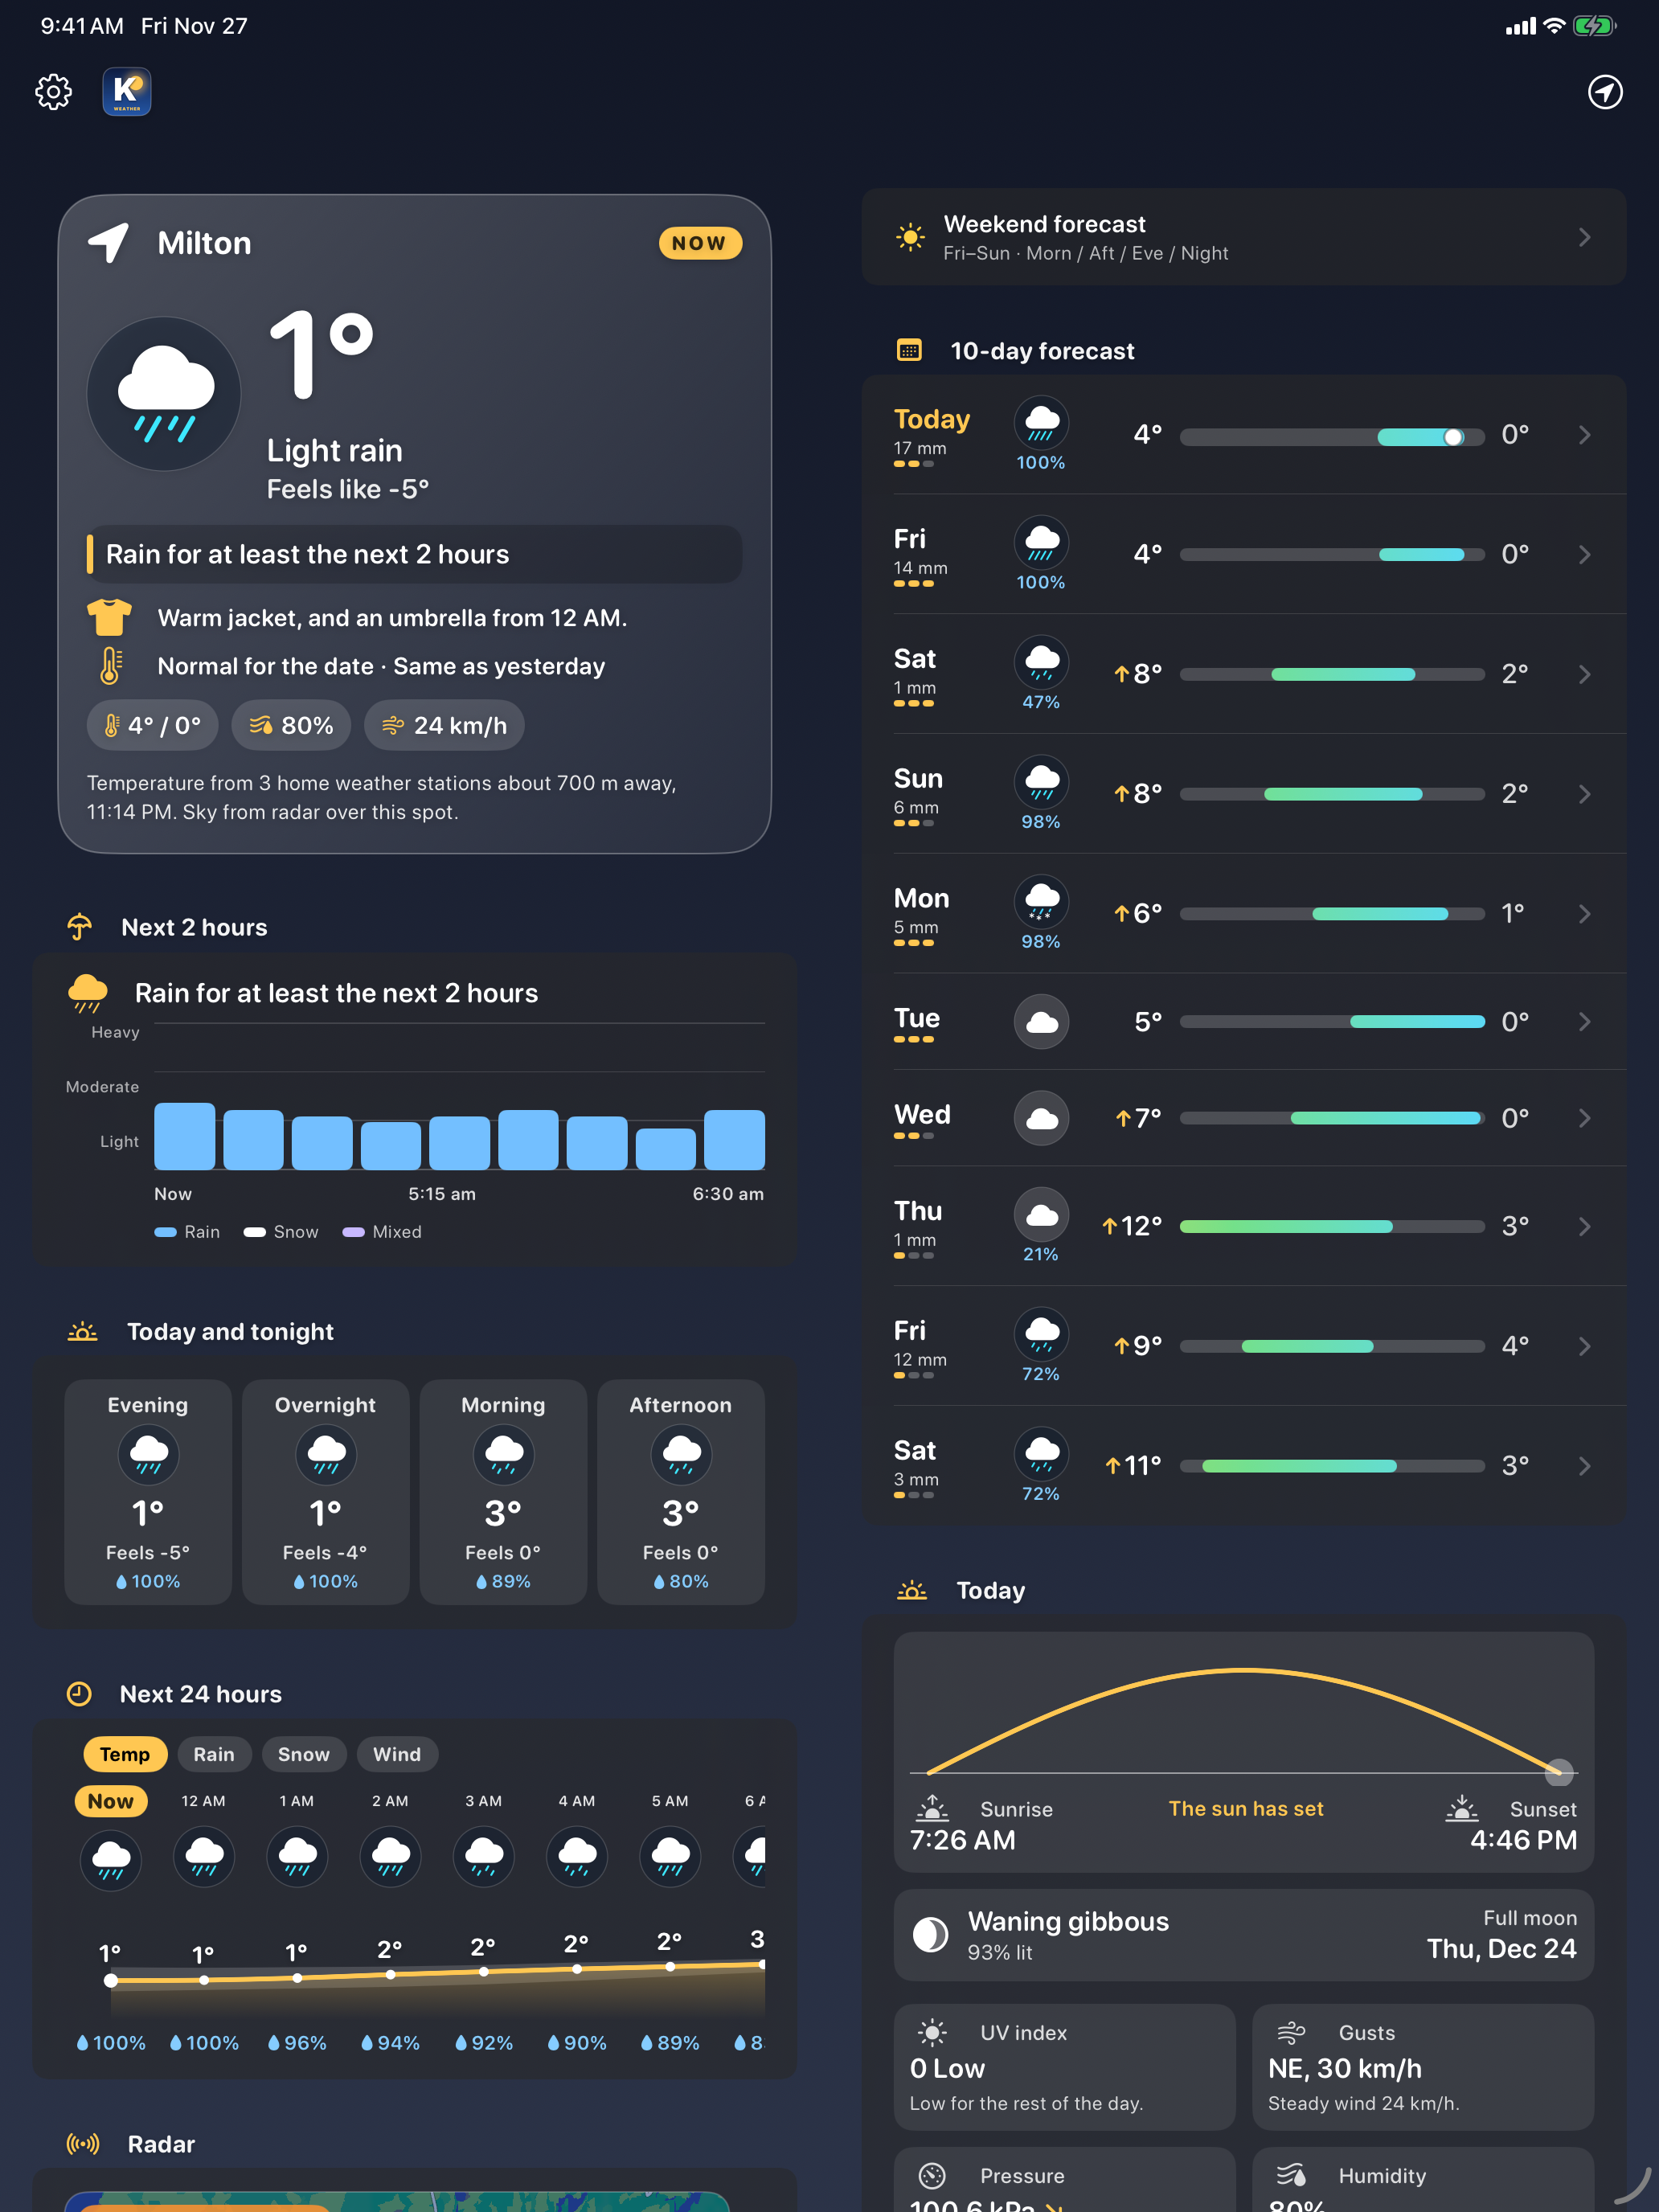 9:41 AM Fri Nov 27
K
WEATHER
Milton
NOW
1°
Light rain
Feels like -5°
Rain for at least the next 2 hours
Warm jacket, and an umbrella from 12 AM.
Normal for the date · Same as yesterday
4° / 0°
80%
24 km/h
Temperature from 3 home weather stations about 700 m away,
11:14 PM. Sky from radar over this spot.
Next 2 hours
Rain for at least the next 2 hours
Heavy
Moderate
Light
Now 5:15 am 6:30 am
Rain Snow Mixed
Today and tonight
Evening Overnight Morning Afternoon
1° 1° 3° 3°
Feels -5° Feels -4° Feels 0° Feels 0°
100% 100% 89% 80%
Next 24 hours
Temp Rain Snow Wind
Now 12 AM 1 AM 2 AM 3 AM 4 AM 5 AM 6 A
1° 1° 1° 2° 2° 2° 2° 3
100% 100% 96% 94% 92% 90% 89% 8
Radar
Weekend forecast
Fri–Sun · Morn / Aft / Eve / Night
10-day forecast
Today 4° 0°
17 mm
100%
Fri 4° 0°
14 mm
100%
Sat ↑8° 2°
1 mm
47%
Sun ↑8° 2°
6 mm
98%
Mon ↑6° 1°
5 mm
98%
Tue 5° 0°
Wed ↑7° 0°
Thu ↑12° 3°
1 mm
21%
Fri ↑9° 4°
12 mm
72%
Sat ↑11° 3°
3 mm
72%
Today
Sunrise The sun has set Sunset
7:26 AM 4:46 PM
Waning gibbous Full moon
93% lit Thu, Dec 24
UV index
0 Low
Low for the rest of the day.
Gusts
NE, 30 km/h
Steady wind 24 km/h.
Pressure
100.6 kPa
Humidity
80%